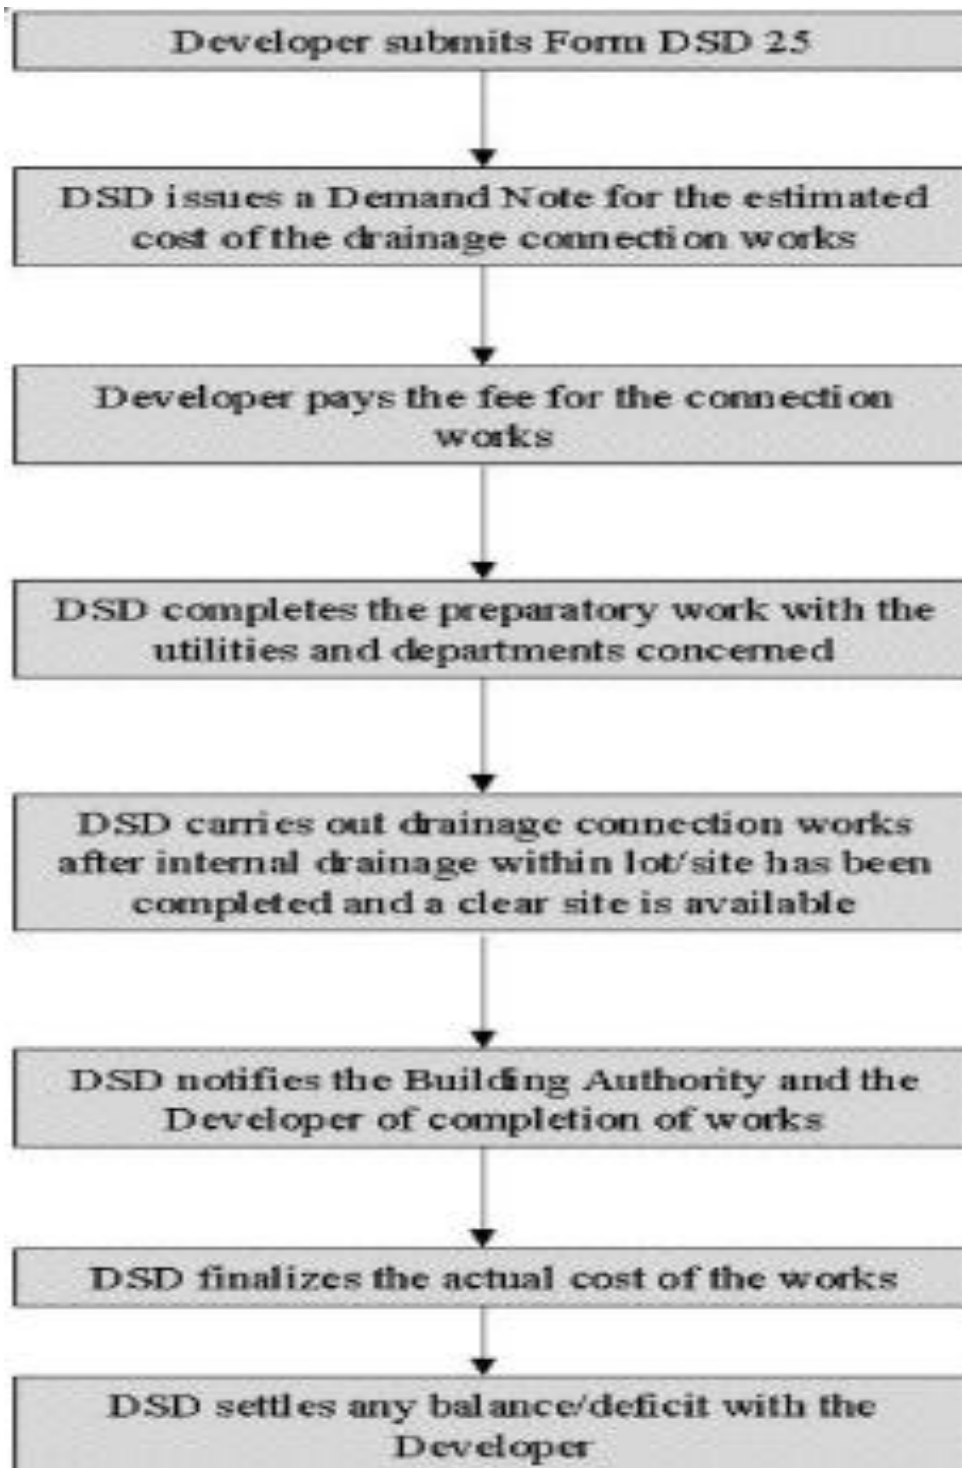 Developer submits Form DSD 25
DSD issues a Demand Note for the estimated
cost of the drainage connection works
Developer pays the fee for the connection
works
DSD completes the preparatory work with the
utilities and departments concerned
DSD carries out drainage connection works
after internal drainage within lot/site has been
completed and a clear site is available
DSD notifies the Building Authority and the
Developer of completion of works
DSD finalizes the actual cost of the works
DSD settles any balance/deficit with the
Developer